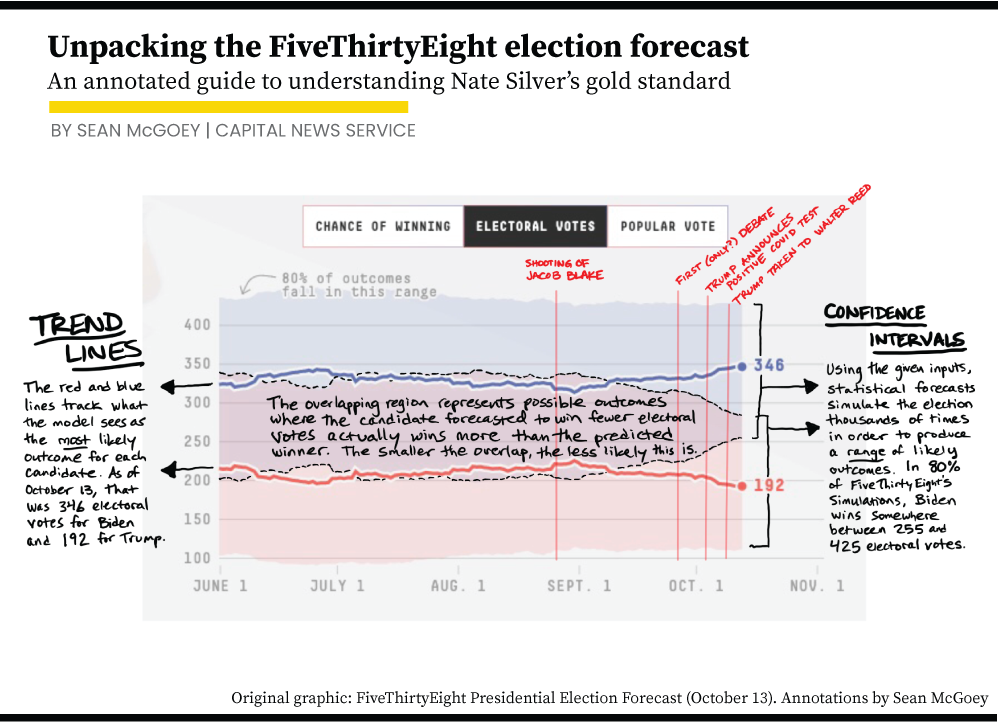 Unpacking the FiveThirtyEight election forecast
An annotated guide to understanding Nate Silver's gold standard
BY SEAN McGOEY | CAPITAL NEWS SERVICE
CHANCE OF WINNING
ELECTORAL VOTES
POPULAR VOTE
SHOOTING OF
JACOB BLAKE
FIRST (ONLY?) DEBATE
TRUMP ANNOUNCES
POSITIVE COVID TEST
TRUMP TAKEN TO WALTER REED
80% of outcomes
fall in this range
TREND
LINES
The red and blue
lines track what
the model sees as
the most likely
outcome for each
candidate. As of
October 13, that
was 346 electoral
votes for Biden
and 192 for Trump.
400
350
300
250
200
150
100
The overlapping region represents possible outcomes
where the candidate forecasted to win fewer electoral
votes actually wins more than the predicted
winner. The smaller the overlap, the less likely this is.
346
192
JUNE 1
JULY 1
AUG. 1
SEPT. 1
OCT. 1
NOV. 1
CONFIDENCE
INTERVALS
Using the given inputs,
statistical forecasts
simulate the election
thousands of times
in order to produce
a range of likely
outcomes. In 80%
of FiveThirtyEight's
simulations, Biden
wins somewhere
between 255 and
425 electoral votes.
Original graphic: FiveThirtyEight Presidential Election Forecast (October 13). Annotations by Sean McGoey